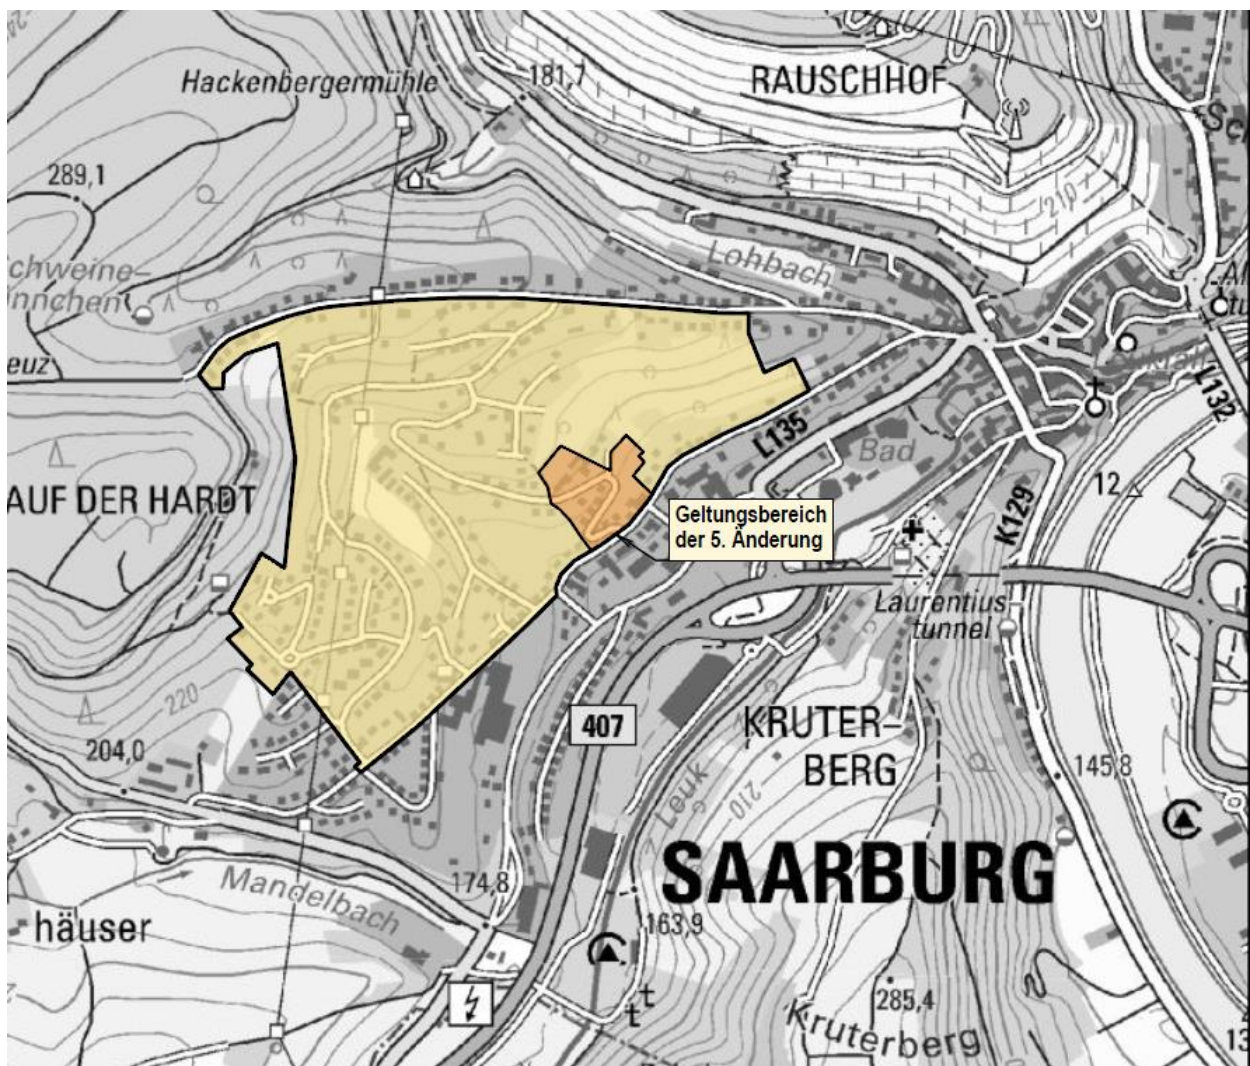 Hackenbergermühle
181,7
RAUSCHHOF
289,1
210
chweine-
nnchen
Lohbach
euz
L135
Bad
L132
AUF DER HARDT
12
K129
Geltungsbereich
der 5. Änderung
Laurentius-
tunnel
220
204,0
407
KRUTER-
BERG
145,8
Leuk
210
SAARBURG
Mandelbach
174,8
häuser
163,9
285,4
t
t
Kruterberg
13